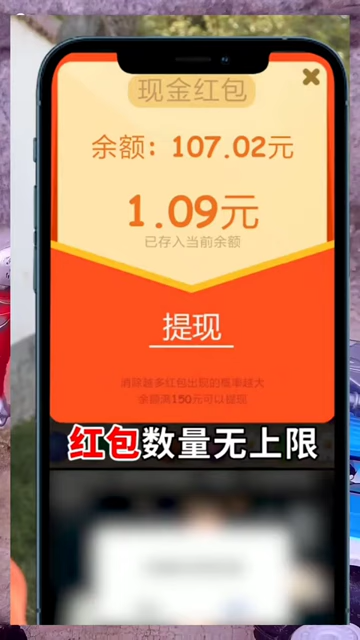 现金红包
余额：107.02元
1.09元
已存入当前余额
提现
消除越多红包出现的概率越大
余额满150元可以提现
红包数量无上限